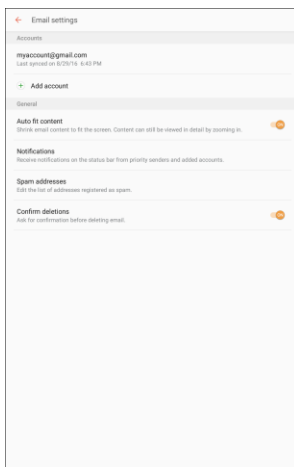 Email settings
Accounts
myaccount@gmail.com
Last synced on 8/29/16 6:43 PM
+ Add account
General
Auto fit content
Shrink email content to fit the screen. Content can still be viewed in detail by zooming in.
ON
Notifications
Receive notifications on the status bar from priority senders and added accounts.
Spam addresses
Edit the list of addresses registered as spam.
Confirm deletions
Ask for confirmation before deleting email.
ON